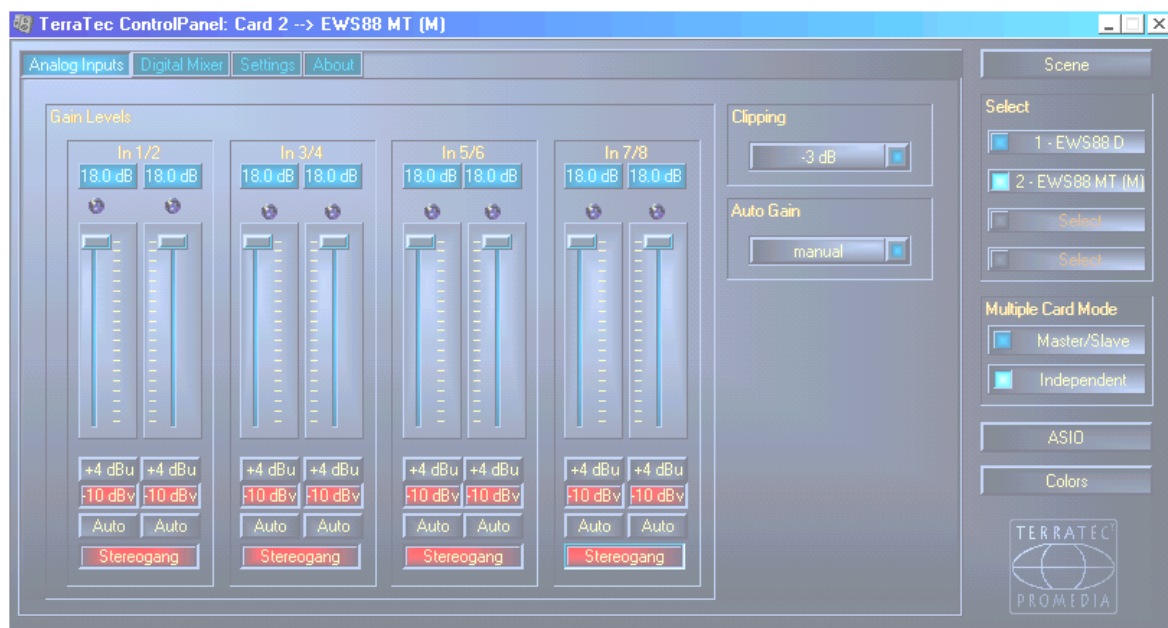 TerraTec ControlPanel: Card 2 --> EWS88 MT (M)
Analog Inputs Digital Mixer Settings About
Gain Levels
In 1/2 In 3/4 In 5/6 In 7/8
18.0 dB 18.0 dB 18.0 dB 18.0 dB 18.0 dB 18.0 dB 18.0 dB 18.0 dB
+4 dBu +4 dBu +4 dBu +4 dBu +4 dBu +4 dBu +4 dBu +4 dBu
-10 dBv -10 dBv -10 dBv -10 dBv -10 dBv -10 dBv -10 dBv -10 dBv
Auto Auto Auto Auto Auto Auto Auto Auto
Stereogang Stereogang Stereogang Stereogang
Clipping
-3 dB
Auto Gain
manual
Scene
Select
1 - EWS88 D
2 - EWS88 MT (M)
Select
Select
Multiple Card Mode
Master/Slave
Independent
ASIO
Colors
TERRATEC
PROMEDIA